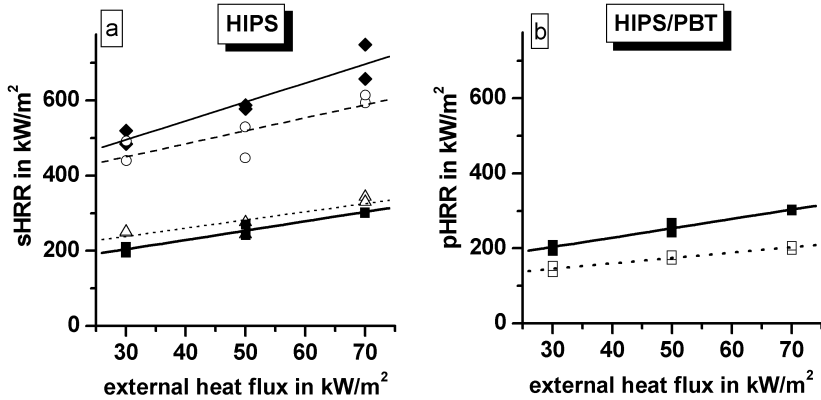 a
HIPS
sHRR in kW/m²
600
400
200
0
30 40 50 60 70
external heat flux in kW/m²
b
HIPS/PBT
pHRR in kW/m²
600
400
200
0
30 40 50 60 70
external heat flux in kW/m²